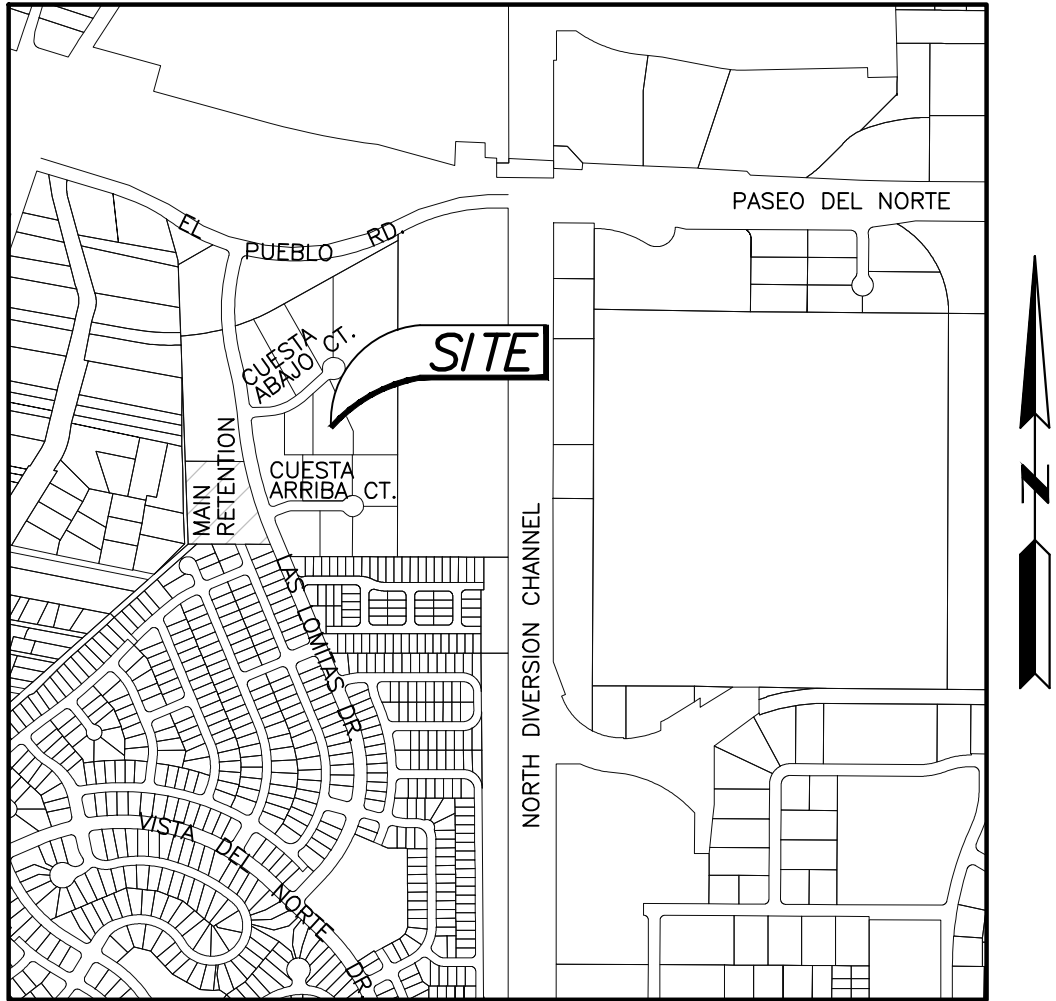 PASEO DEL NORTE
EL PUEBLO RD.
CUESTA
ABAJO CT.
SITE
MAIN
RETENTION
CUESTA
ARRIBA CT.
N
NORTH DIVERSION CHANNEL
LAS LOMITAS DR.
VISTA DEL NORTE DR.